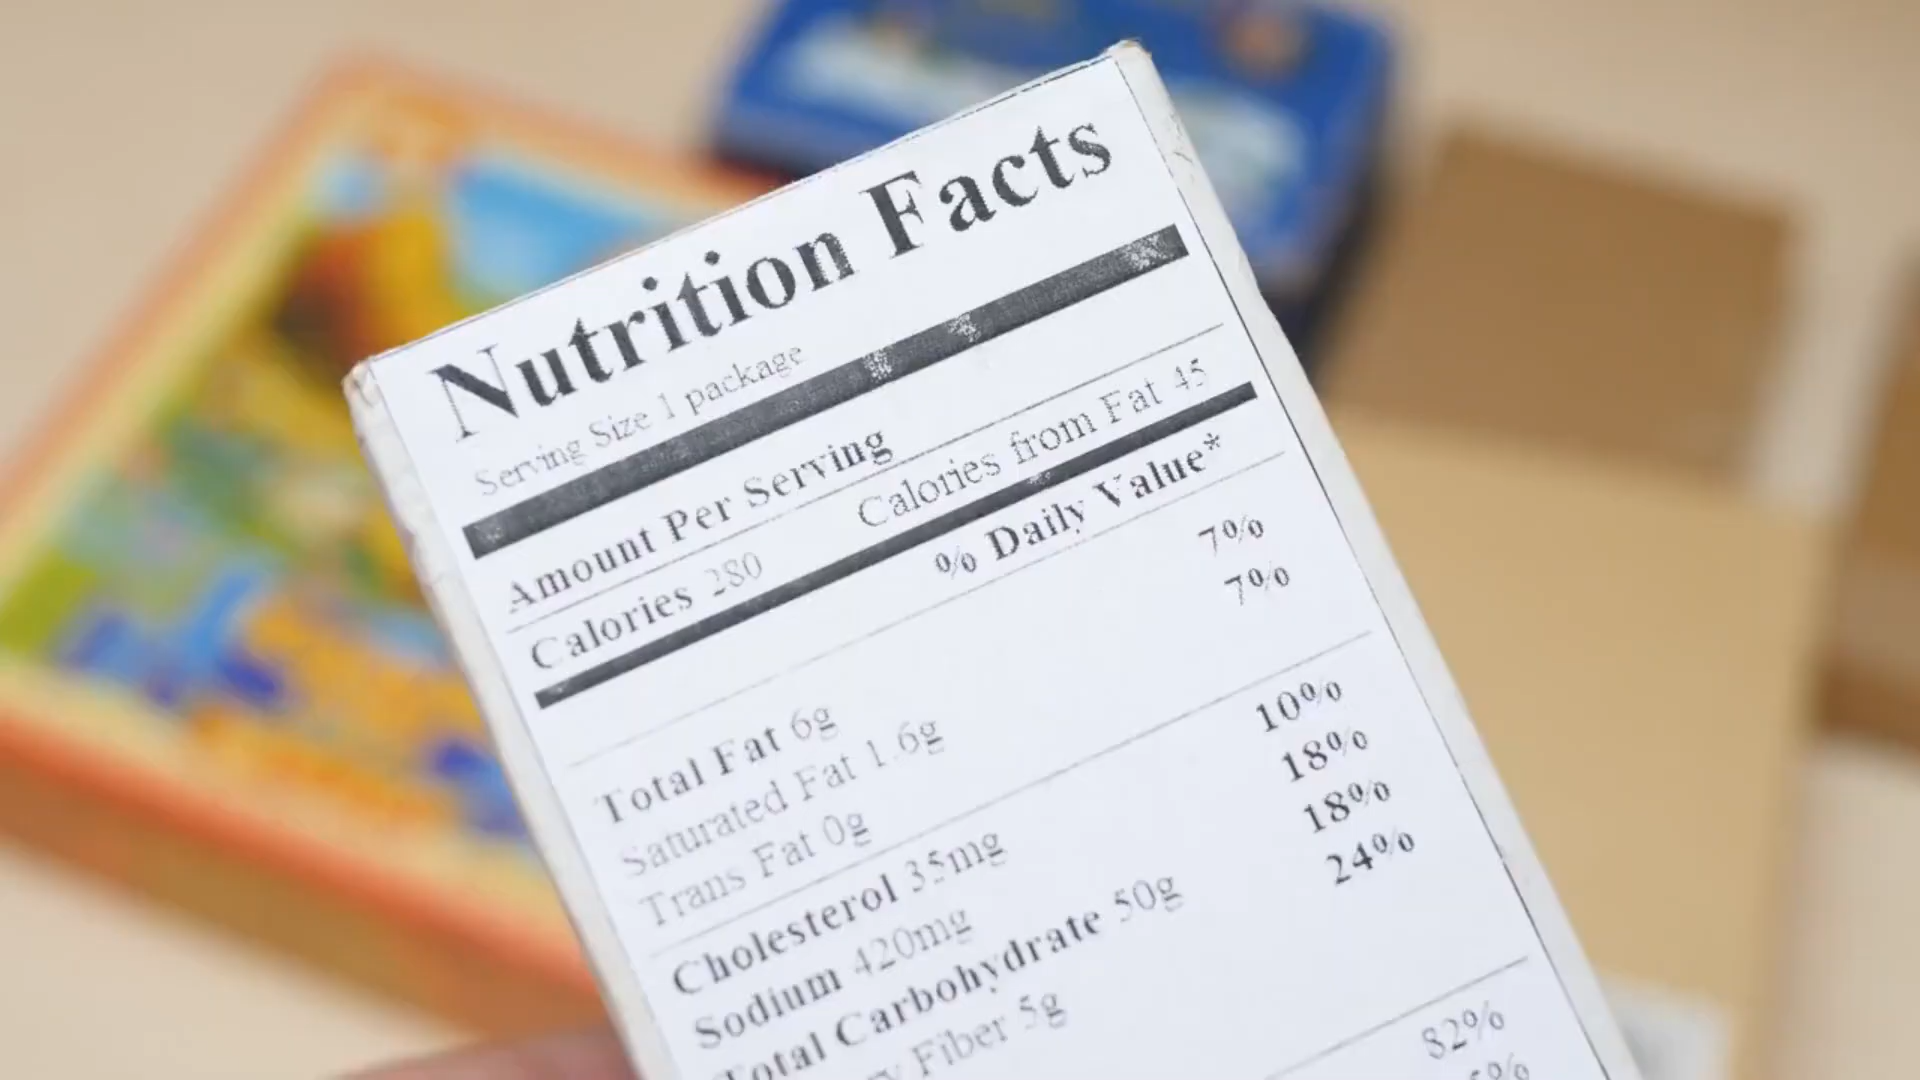 Nutrition Facts
Serving Size 1 package
Amount Per Serving
Calories 280 Calories from Fat 45
% Daily Value*
Total Fat 6g 7%
Saturated Fat 1.6g 7%
Trans Fat 0g
Cholesterol 35mg 10%
Sodium 420mg 18%
Total Carbohydrate 50g 18%
Fiber 5g 24%
82%